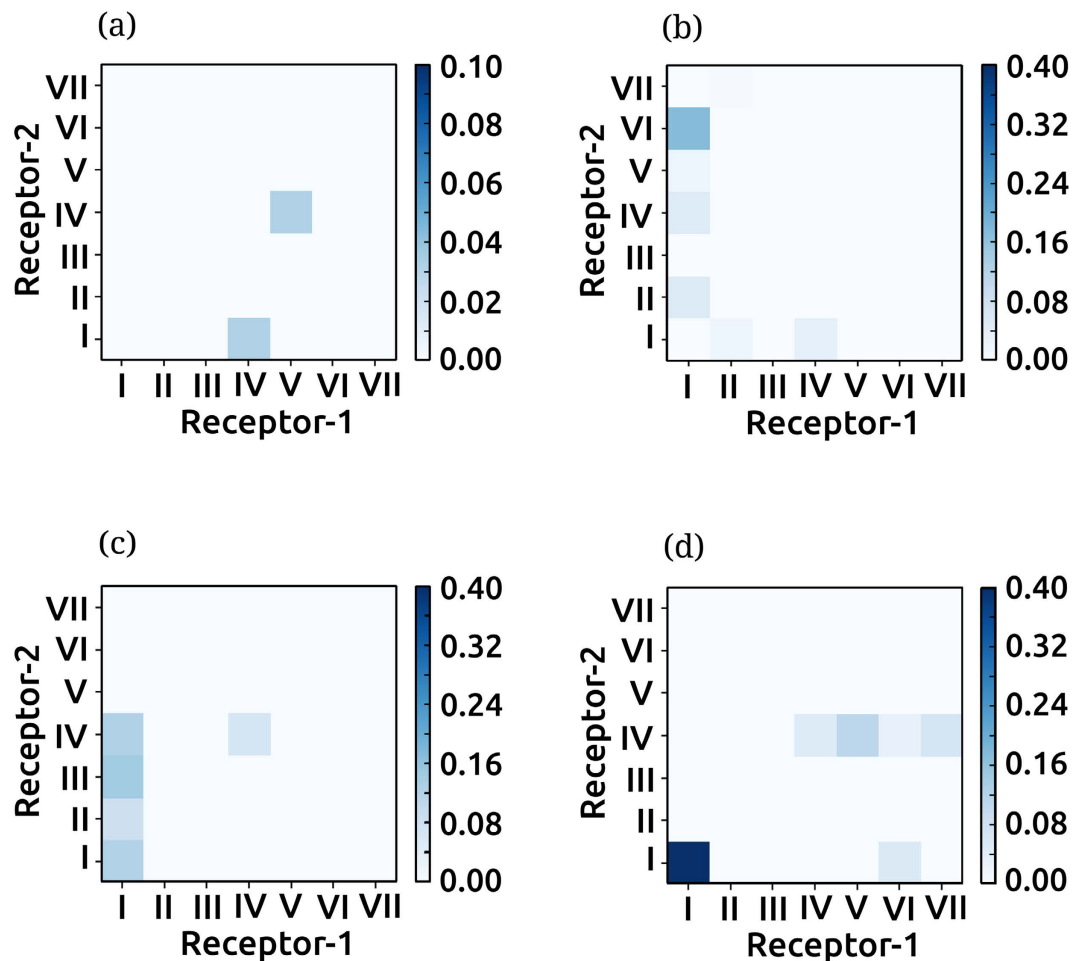 (a)
VII
VI
V
IV
III
II
I
Receptor-2
I II III IV V VI VII
Receptor-1
0.10
0.08
0.06
0.04
0.02
0.00
(b)
VII
VI
V
IV
III
II
I
Receptor-2
I II III IV V VI VII
Receptor-1
0.40
0.32
0.24
0.16
0.08
0.00
(c)
VII
VI
V
IV
III
II
I
Receptor-2
I II III IV V VI VII
Receptor-1
0.40
0.32
0.24
0.16
0.08
0.00
(d)
VII
VI
V
IV
III
II
I
Receptor-2
I II III IV V VI VII
Receptor-1
0.40
0.32
0.24
0.16
0.08
0.00